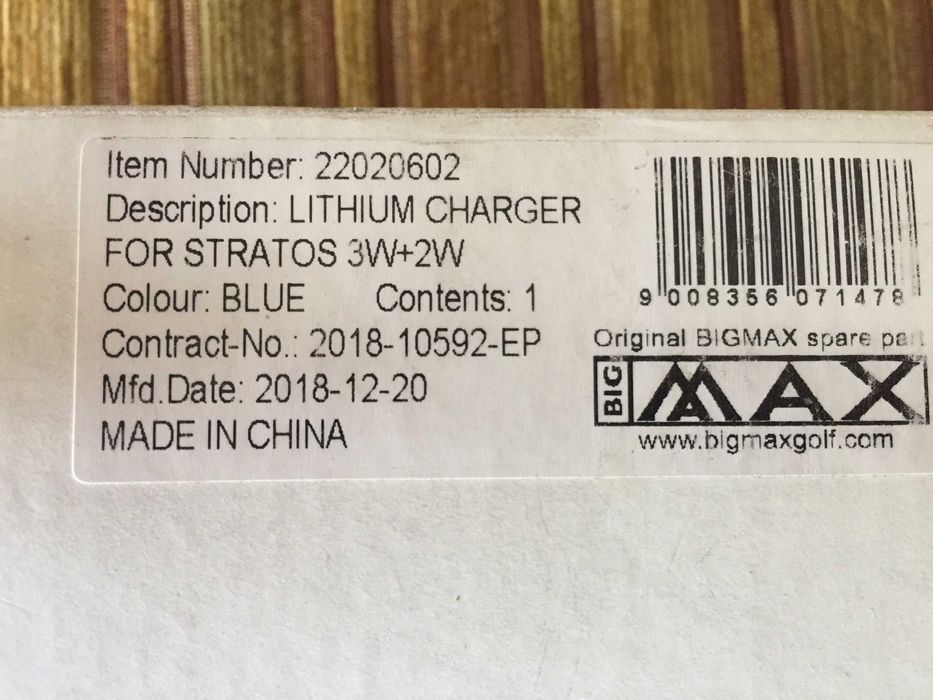 Item Number: 22020602
Description: LITHIUM CHARGER
FOR STRATOS 3W+2W
Colour: BLUE Contents: 1
Contract-No.: 2018-10592-EP
Mfd.Date: 2018-12-20
MADE IN CHINA
9 008356 071478
Original BIGMAX spare part
BIG MAX
www.bigmaxgolf.com